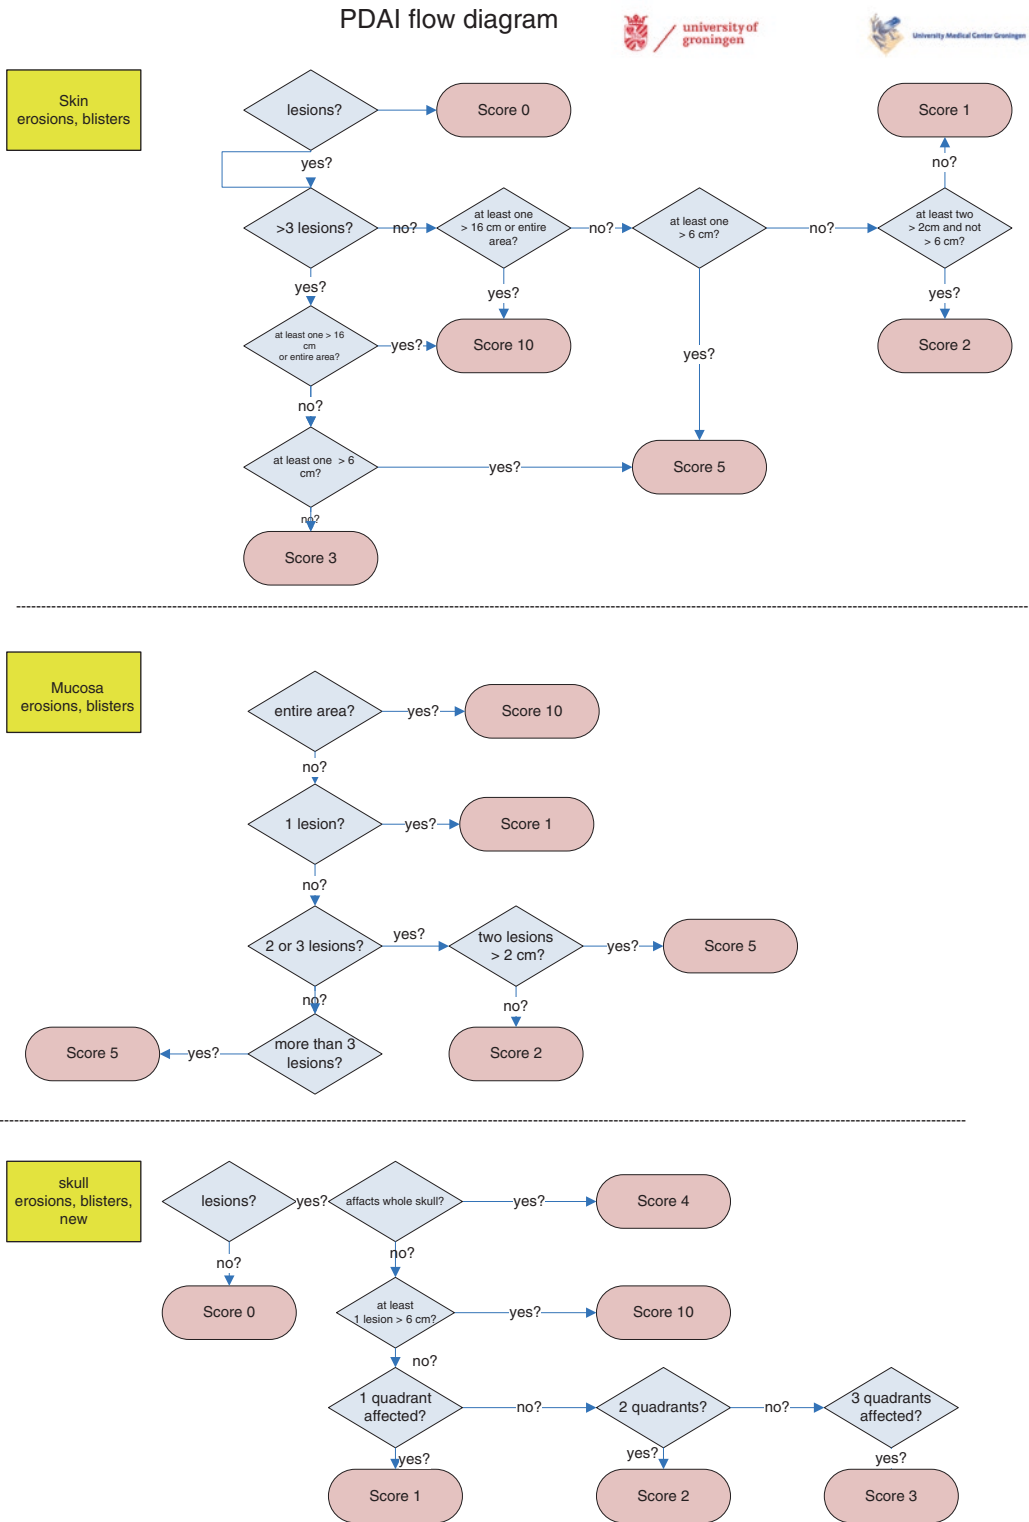 PDAI flow diagram
university of
groningen
University Medical Center Groningen
Skin
erosions, blisters
lesions?
Score 0
Score 1
yes?
no?
>3 lesions?
no?
at least one
> 16 cm or entire
area?
no?
at least one
> 6 cm?
no?
at least two
> 2cm and not
> 6 cm?
yes?
yes?
yes?
at least one > 16
cm
or entire area?
yes?
Score 10
yes?
Score 2
no?
at least one > 6
cm?
yes?
Score 5
no?
Score 3
Mucosa
erosions, blisters
entire area?
yes?
Score 10
no?
1 lesion?
yes?
Score 1
no?
2 or 3 lesions?
yes?
two lesions
> 2 cm?
yes?
Score 5
no?
no?
Score 5
yes?
more than 3
lesions?
Score 2
skull
erosions, blisters,
new
lesions?
yes?
affacts whole skull?
yes?
Score 4
no?
no?
Score 0
at least
1 lesion > 6 cm?
yes?
Score 10
no?
1 quadrant
affected?
no?
2 quadrants?
no?
3 quadrants
affected?
yes?
yes?
yes?
Score 1
Score 2
Score 3